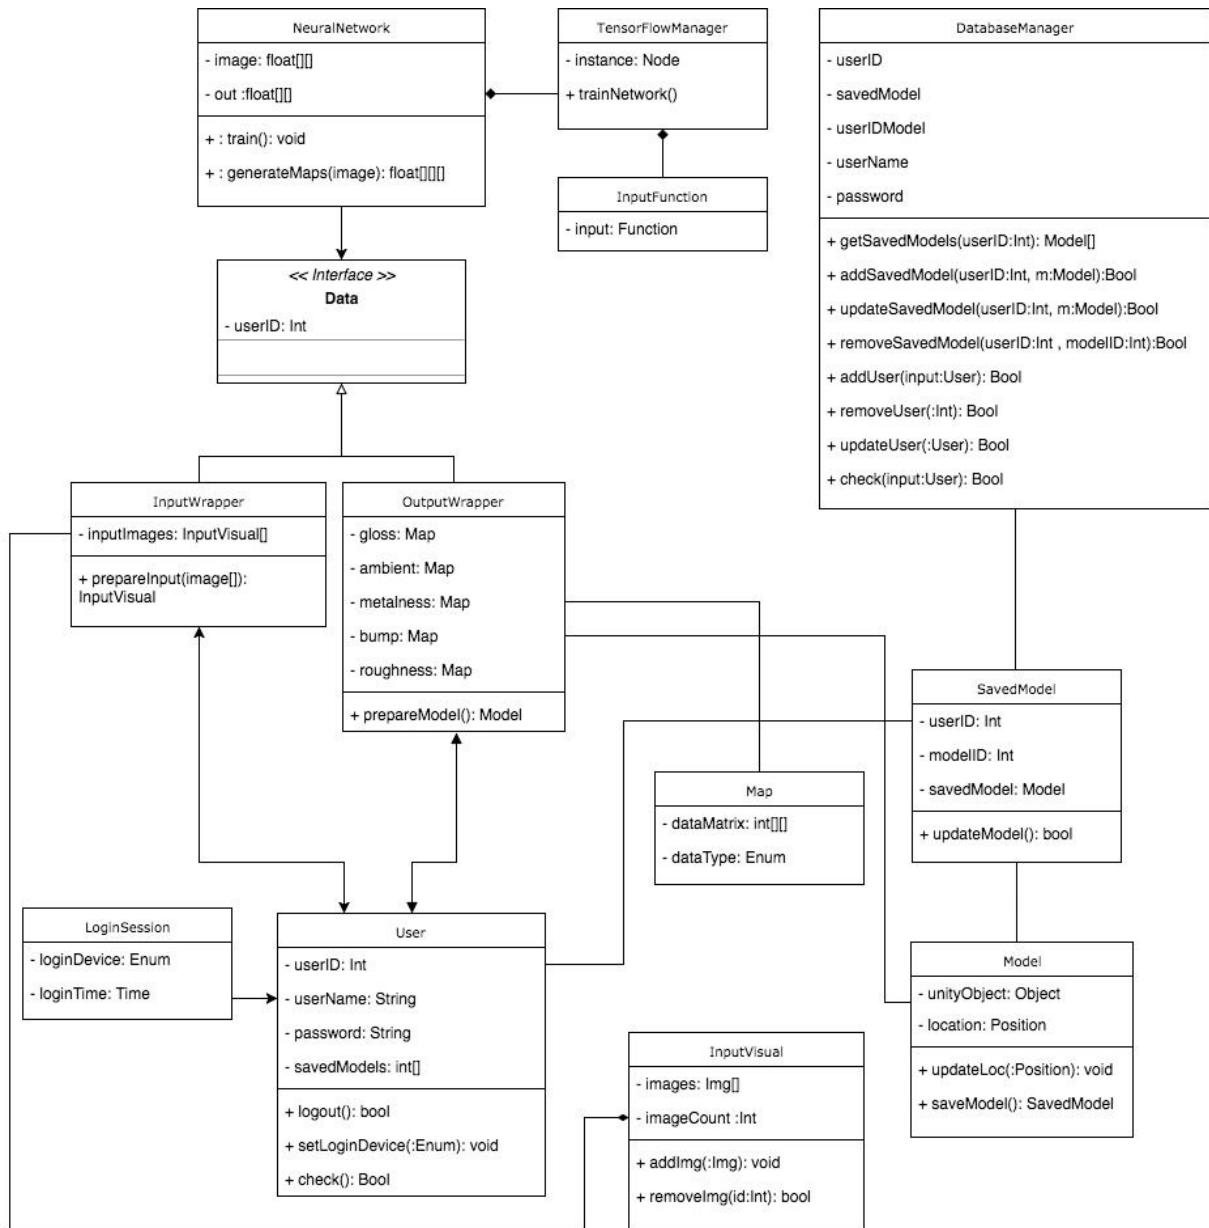 NeuralNetwork
- image: float[][]
- out :float[][]
+ : train(): void
+ : generateMaps(image): float[][][]
TensorFlowManager
- instance: Node
+ trainNetwork()
InputFunction
- input: Function
DatabaseManager
- userID
- savedModel
- userIDModel
- userName
- password
+ getSavedModels(userID:Int): Model[]
+ addSavedModel(userID:Int, m:Model):Bool
+ updateSavedModel(userID:Int, m:Model):Bool
+ removeSavedModel(userID:Int , modelID:Int):Bool
+ addUser(input:User): Bool
+ removeUser(:Int): Bool
+ updateUser(:User): Bool
+ check(input:User): Bool
<< Interface >>
Data
- userID: Int
InputWrapper
- inputImages: InputVisual[]
+ prepareInput(image[]):
InputVisual
OutputWrapper
- gloss: Map
- ambient: Map
- metalness: Map
- bump: Map
- roughness: Map
+ prepareModel(): Model
SavedModel
- userID: Int
- modelID: Int
- savedModel: Model
+ updateModel(): bool
Map
- dataMatrix: int[][]
- dataType: Enum
LoginSession
- loginDevice: Enum
- loginTime: Time
User
- userID: Int
- userName: String
- password: String
- savedModels: int[]
+ logout(): bool
+ setLoginDevice(:Enum): void
+ check(): Bool
Model
- unityObject: Object
- location: Position
+ updateLoc(:Position): void
+ saveModel(): SavedModel
InputVisual
- images: Img[]
- imageCount :Int
+ addImg(:Img): void
+ removeImg(id:Int): bool